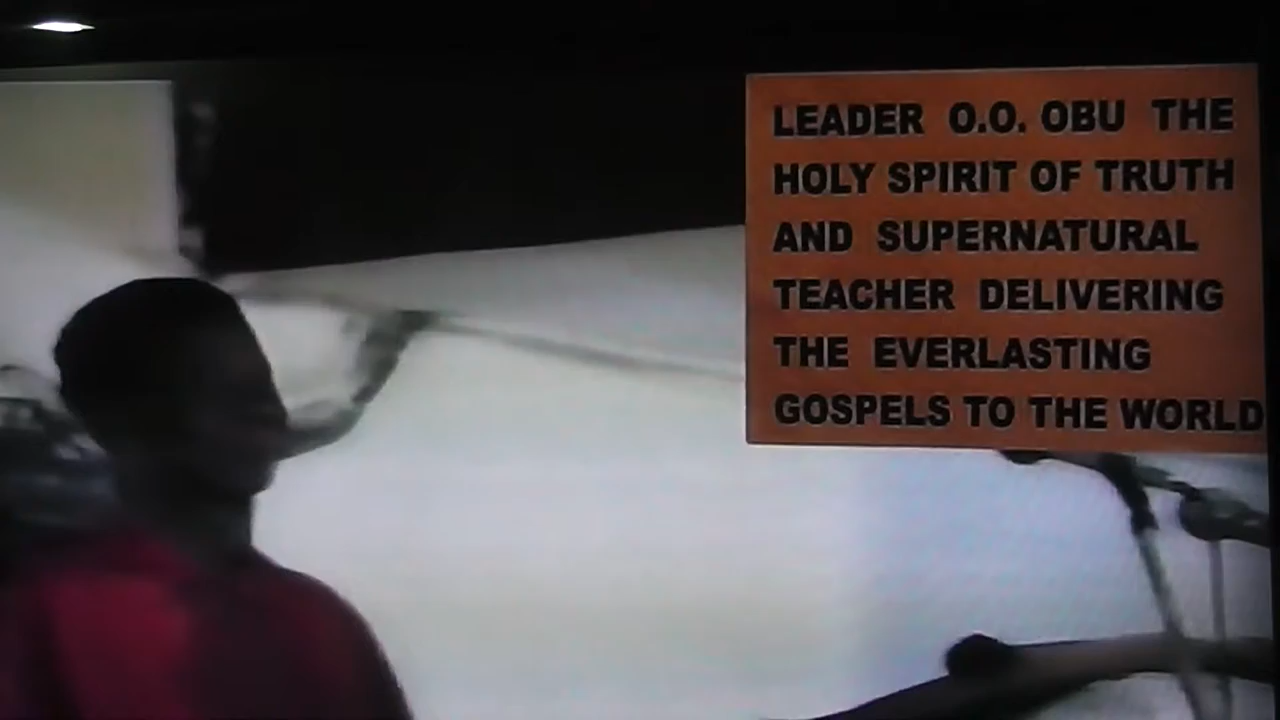 LEADER O.O. OBU THE
HOLY SPIRIT OF TRUTH
AND SUPERNATURAL
TEACHER DELIVERING
THE EVERLASTING
GOSPELS TO THE WORLD